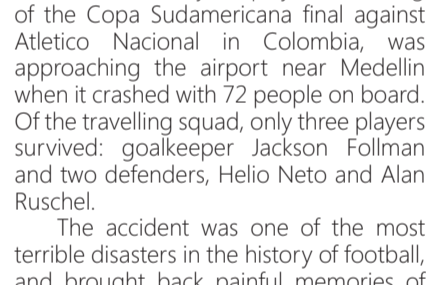 of the Copa Sudamericana final against
Atletico Nacional in Colombia, was
approaching the airport near Medellin
when it crashed with 72 people on board.
Of the travelling squad, only three players
survived: goalkeeper Jackson Follman
and two defenders, Helio Neto and Alan
Ruschel.
The accident was one of the most
terrible disasters in the history of football,
and brought back painful memories of